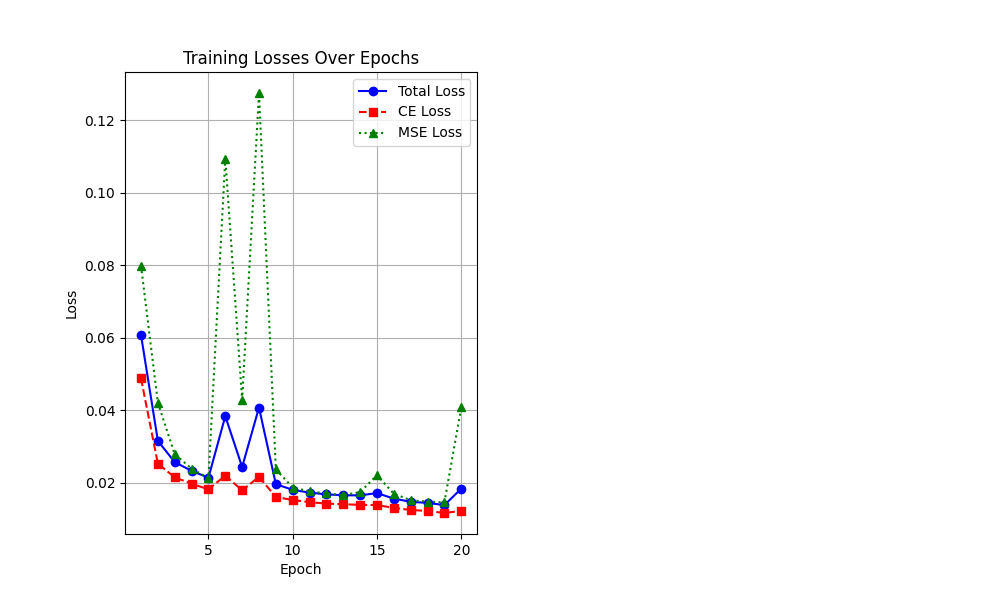 Training Losses Over Epochs
Total Loss
CE Loss
MSE Loss
0.12
0.10
0.08
0.06
0.04
0.02
Loss
5
10
15
20
Epoch